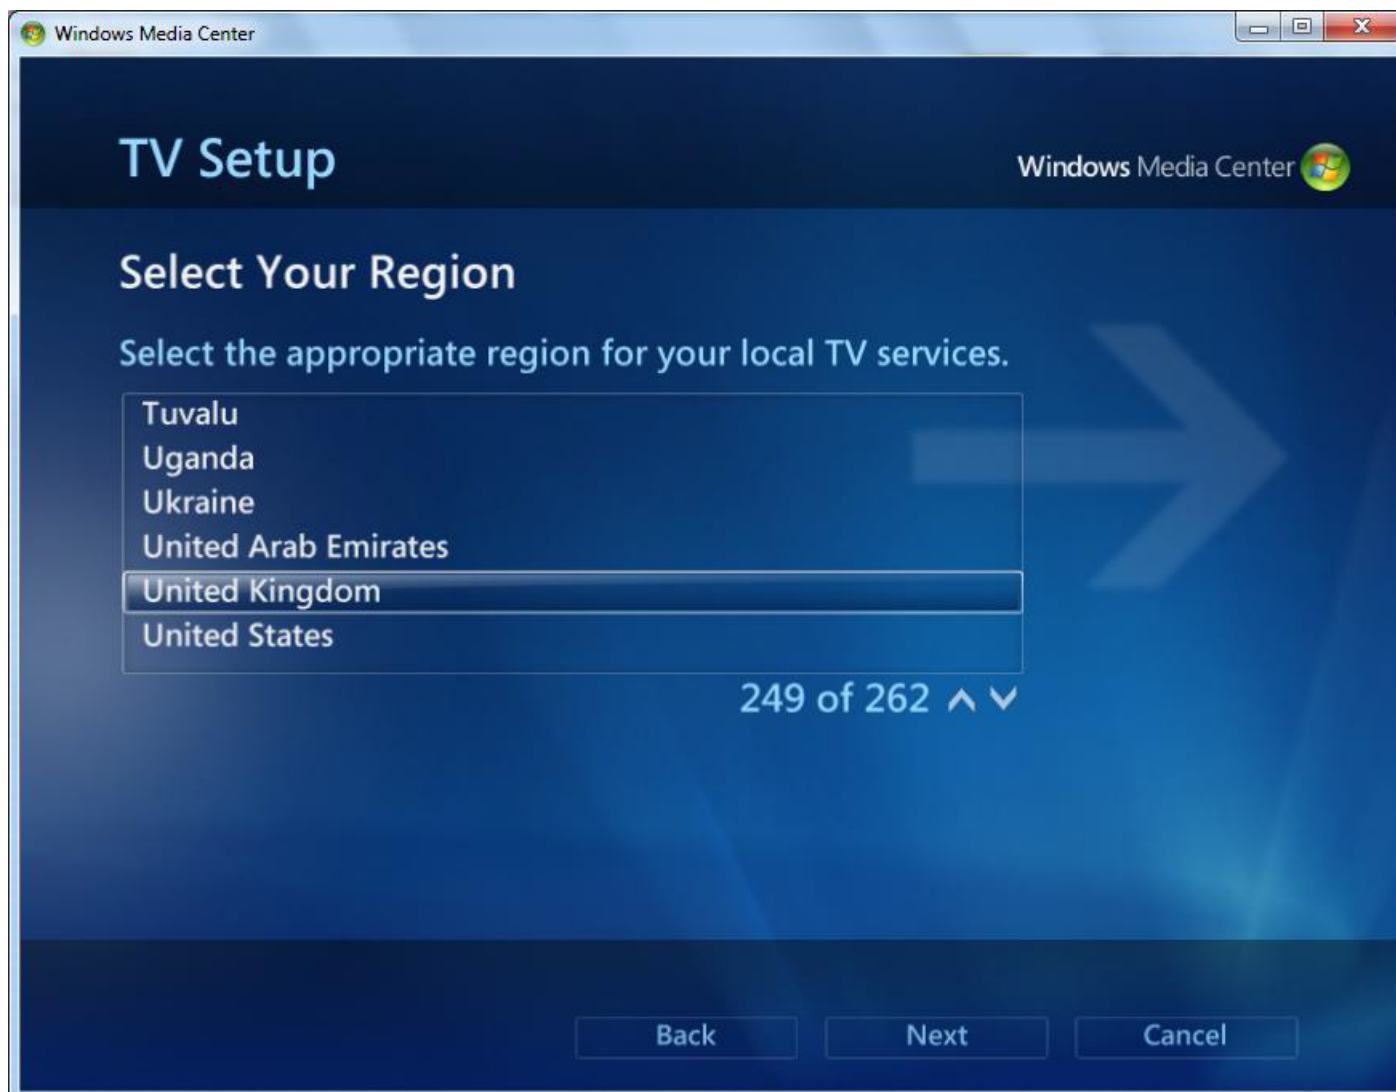 Windows Media Center
TV Setup
Windows Media Center
Select Your Region
Select the appropriate region for your local TV services.
Tuvalu
Uganda
Ukraine
United Arab Emirates
United Kingdom
United States
249 of 262
Back Next Cancel